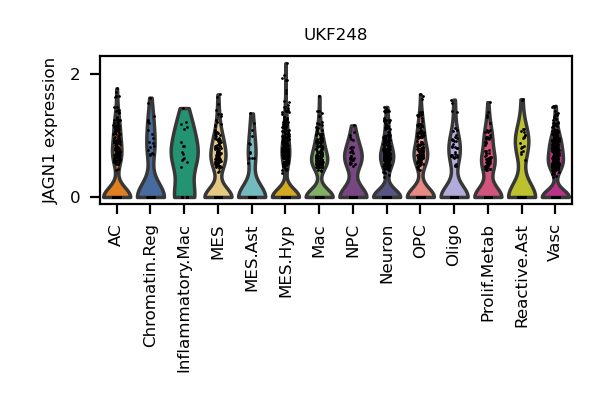 UKF248
JAGN1 expression
2
0
AC
Chromatin.Reg
Inflammatory.Mac
MES
MES.Ast
MES.Hyp
Mac
NPC
Neuron
OPC
Oligo
Prolif.Metab
Reactive.Ast
Vasc